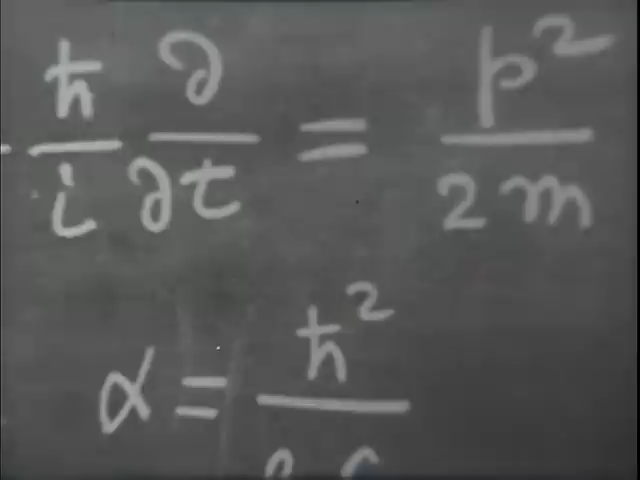 - ħ/i ∂/∂t = p²/2m
α = ħ²/